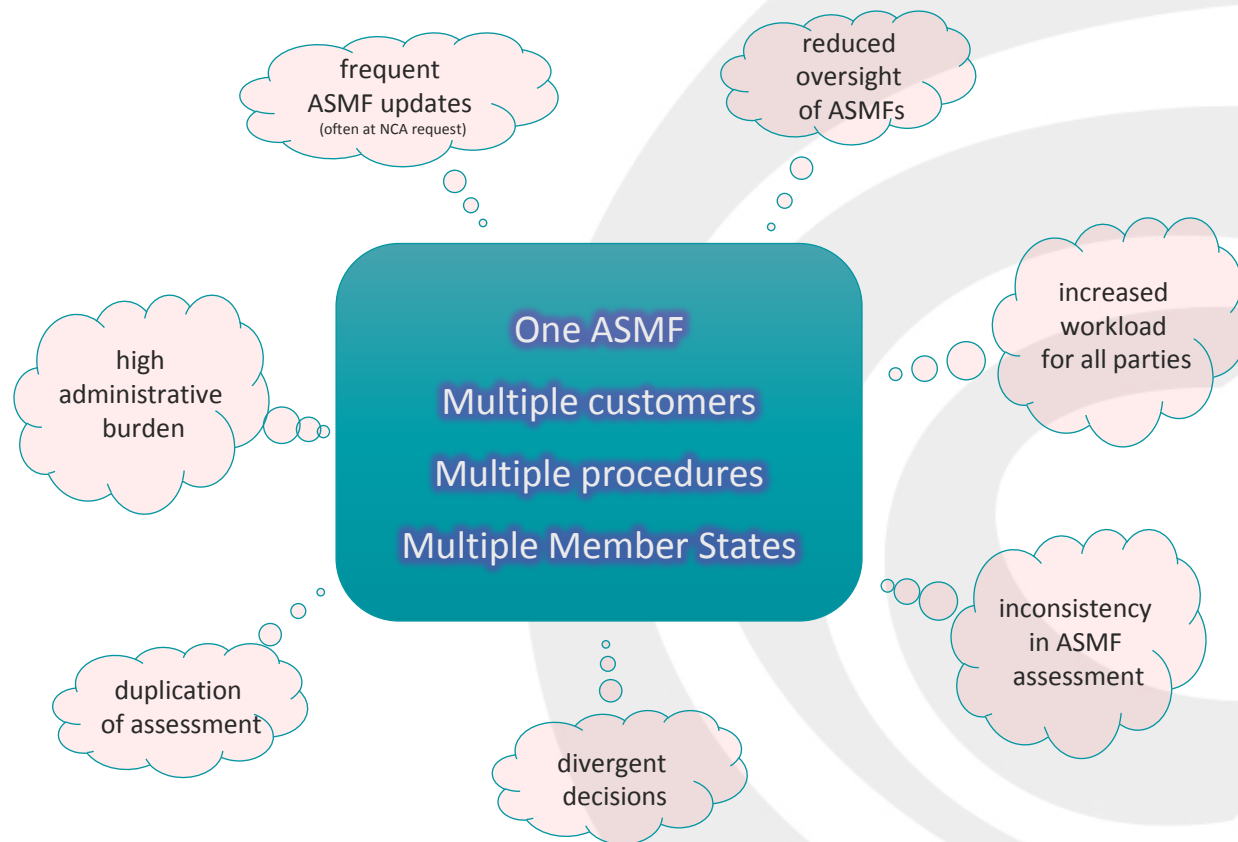 frequent
ASMF updates
(often at NCA request)
reduced
oversight
of ASMFs
increased
workload
for all parties
high
administrative
burden
One ASMF
Multiple customers
Multiple procedures
Multiple Member States
inconsistency
in ASMF
assessment
duplication
of assessment
divergent
decisions